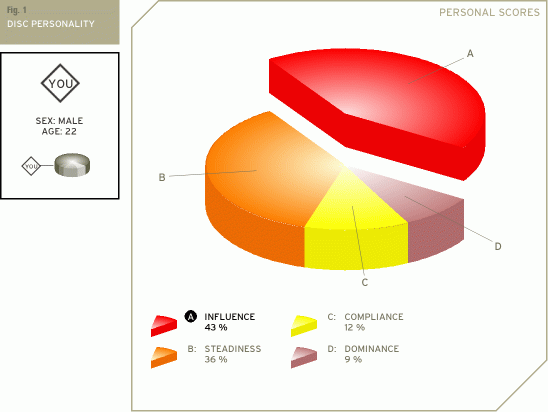 Fig. 1
DISC PERSONALITY
PERSONAL SCORES
YOU
SEX: MALE
AGE: 22
YOU
A
B
C
D
A INFLUENCE
43 %
B: STEADINESS
36 %
C: COMPLIANCE
12 %
D: DOMINANCE
9 %